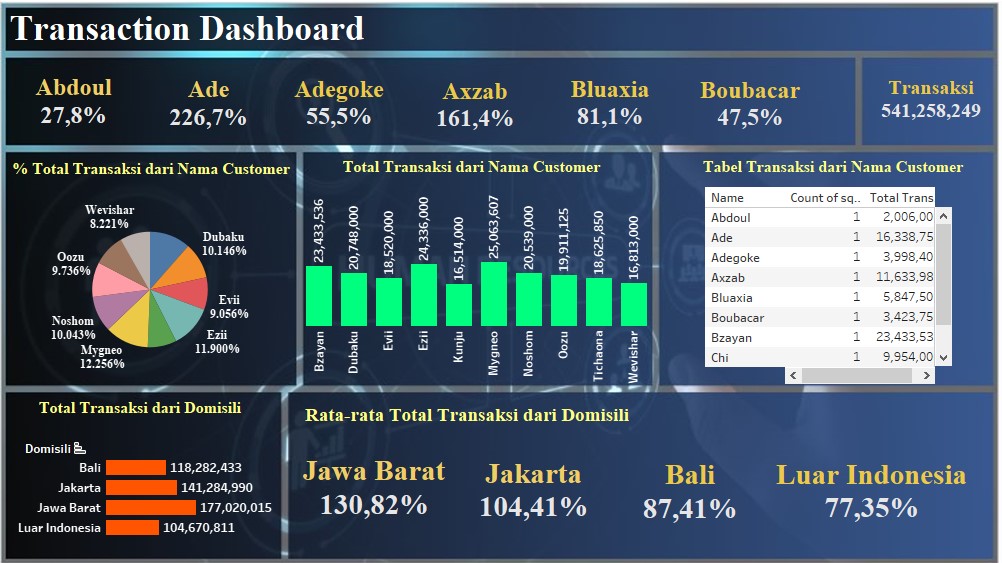 Transaction Dashboard
Abdoul
27,8%
Ade
226,7%
Adegoke
55,5%
Axzab
161,4%
Bluaxia
81,1%
Boubacar
47,5%
Transaksi
541,258,249
% Total Transaksi dari Nama Customer
Wevishar
8.221%
Dubaku
10.146%
Oozu
9.736%
Evii
9.056%
Noshom
10.043%
Ezii
11.900%
Mygneo
12.256%
Total Transaksi dari Nama Customer
23,433,536
20,748,000
18,520,000
24,336,000
16,514,000
25,063,607
20,539,000
19,911,125
18,625,850
16,813,000
Bzayan
Dubaku
Evii
Ezii
Kunju
Mygneo
Noshom
Oozu
Tichaona
Wevishar
Tabel Transaksi dari Nama Customer
Name Count of sq.. Total Trans
Abdoul 1 2,006,00
Ade 1 16,338,75
Adegoke 1 3,998,40
Axzab 1 11,633,98
Bluaxia 1 5,847,50
Boubacar 1 3,423,75
Bzayan 1 23,433,53
Chi 1 9,954,00
Total Transaksi dari Domisili
Domisili
Bali 118,282,433
Jakarta 141,284,990
Jawa Barat 177,020,015
Luar Indonesia 104,670,811
Rata-rata Total Transaksi dari Domisili
Jawa Barat
130,82%
Jakarta
104,41%
Bali
87,41%
Luar Indonesia
77,35%